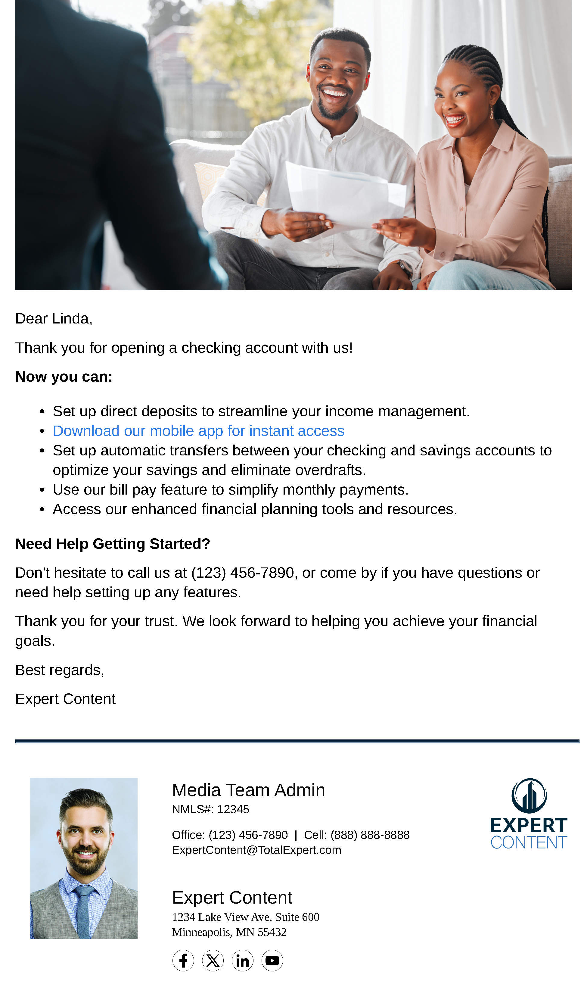 Dear Linda,
Thank you for opening a checking account with us!
Now you can:
• Set up direct deposits to streamline your income management.
• Download our mobile app for instant access
• Set up automatic transfers between your checking and savings accounts to
optimize your savings and eliminate overdrafts.
• Use our bill pay feature to simplify monthly payments.
• Access our enhanced financial planning tools and resources.
Need Help Getting Started?
Don't hesitate to call us at (123) 456-7890, or come by if you have questions or
need help setting up any features.
Thank you for your trust. We look forward to helping you achieve your financial
goals.
Best regards,
Expert Content
Media Team Admin
NMLS#: 12345
Office: (123) 456-7890 | Cell: (888) 888-8888
ExpertContent@TotalExpert.com
Expert Content
1234 Lake View Ave. Suite 600
Minneapolis, MN 55432
EXPERT
CONTENT